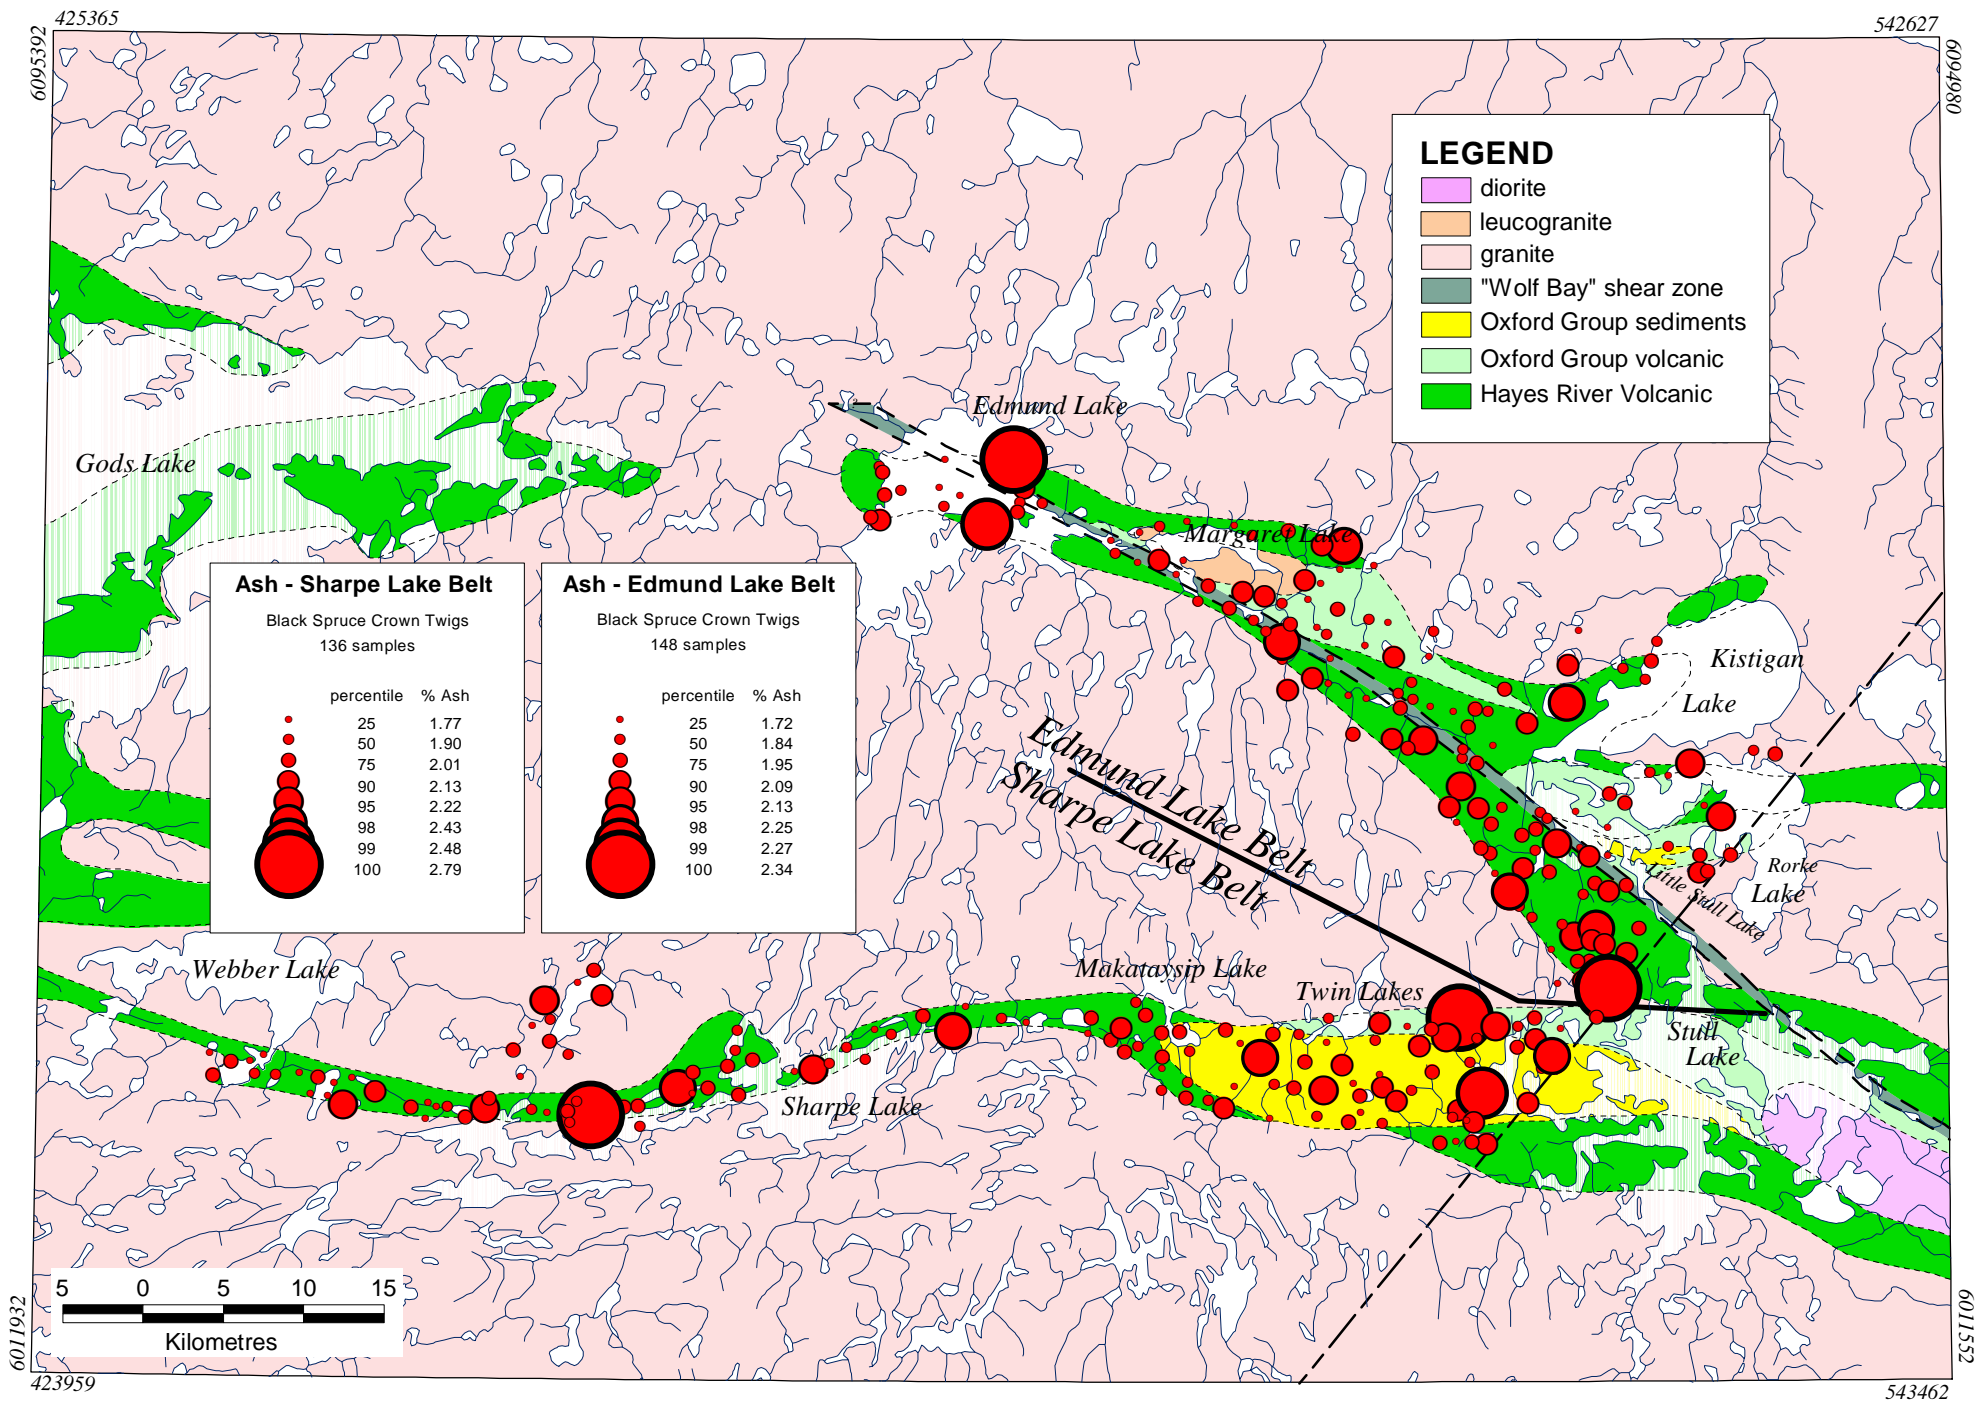 425365
542627
6095392
6094980
LEGEND
diorite
leucogranite
granite
"Wolf Bay" shear zone
Oxford Group sediments
Oxford Group volcanic
Hayes River Volcanic
Edmund Lake
Gods Lake
Margaret Lake
Ash - Sharpe Lake Belt
Black Spruce Crown Twigs
136 samples
percentile % Ash
25 1.77
50 1.90
75 2.01
90 2.13
95 2.22
98 2.43
99 2.48
100 2.79
Ash - Edmund Lake Belt
Black Spruce Crown Twigs
148 samples
percentile % Ash
25 1.72
50 1.84
75 1.95
90 2.09
95 2.13
98 2.25
99 2.27
100 2.34
Kistigan
Lake
Edmund Lake Belt
Sharpe Lake Belt
Rorke
Lake
Little Stull Lake
Webber Lake
Makataysip Lake
Twin Lakes
Stull
Lake
Sharpe Lake
5 0 5 10 15
Kilometres
6011932
6011552
423959
543462